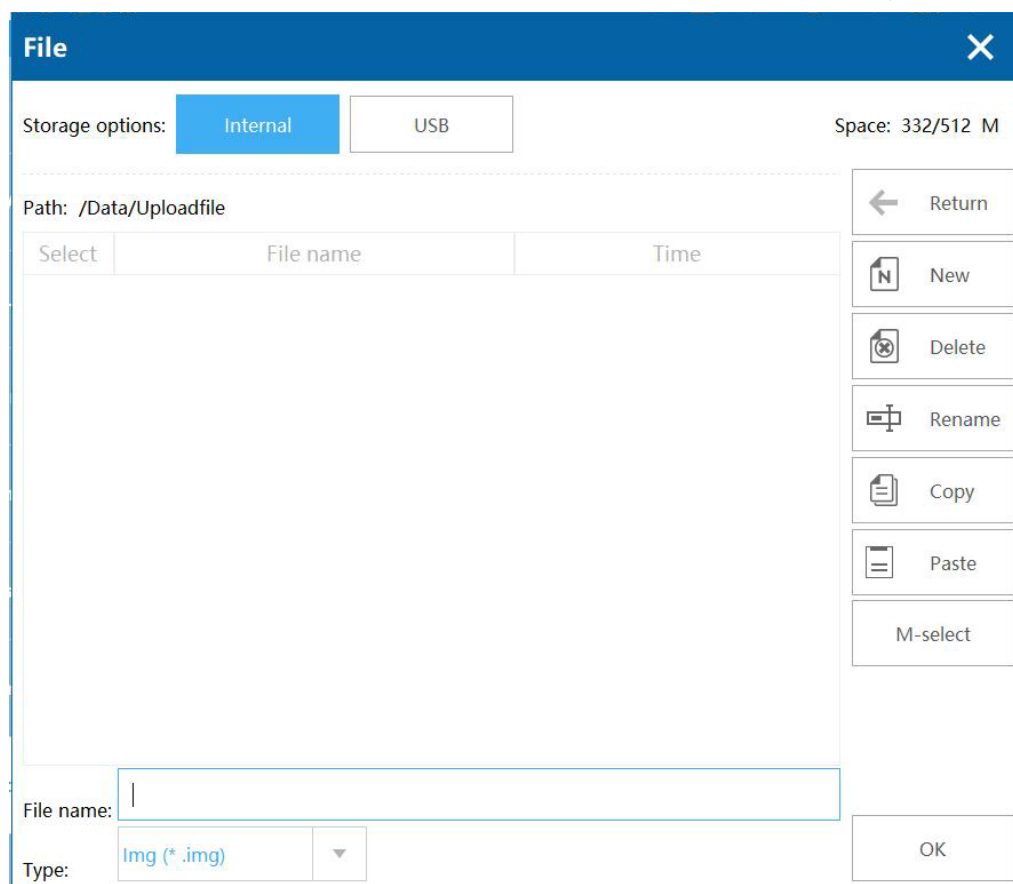 File
Storage options: Internal USB Space: 332/512 M
Path: /Data/Uploadfile
Return
Select File name Time
New
Delete
Rename
Copy
Paste
M-select
File name:
Type: Img (* .img)
OK